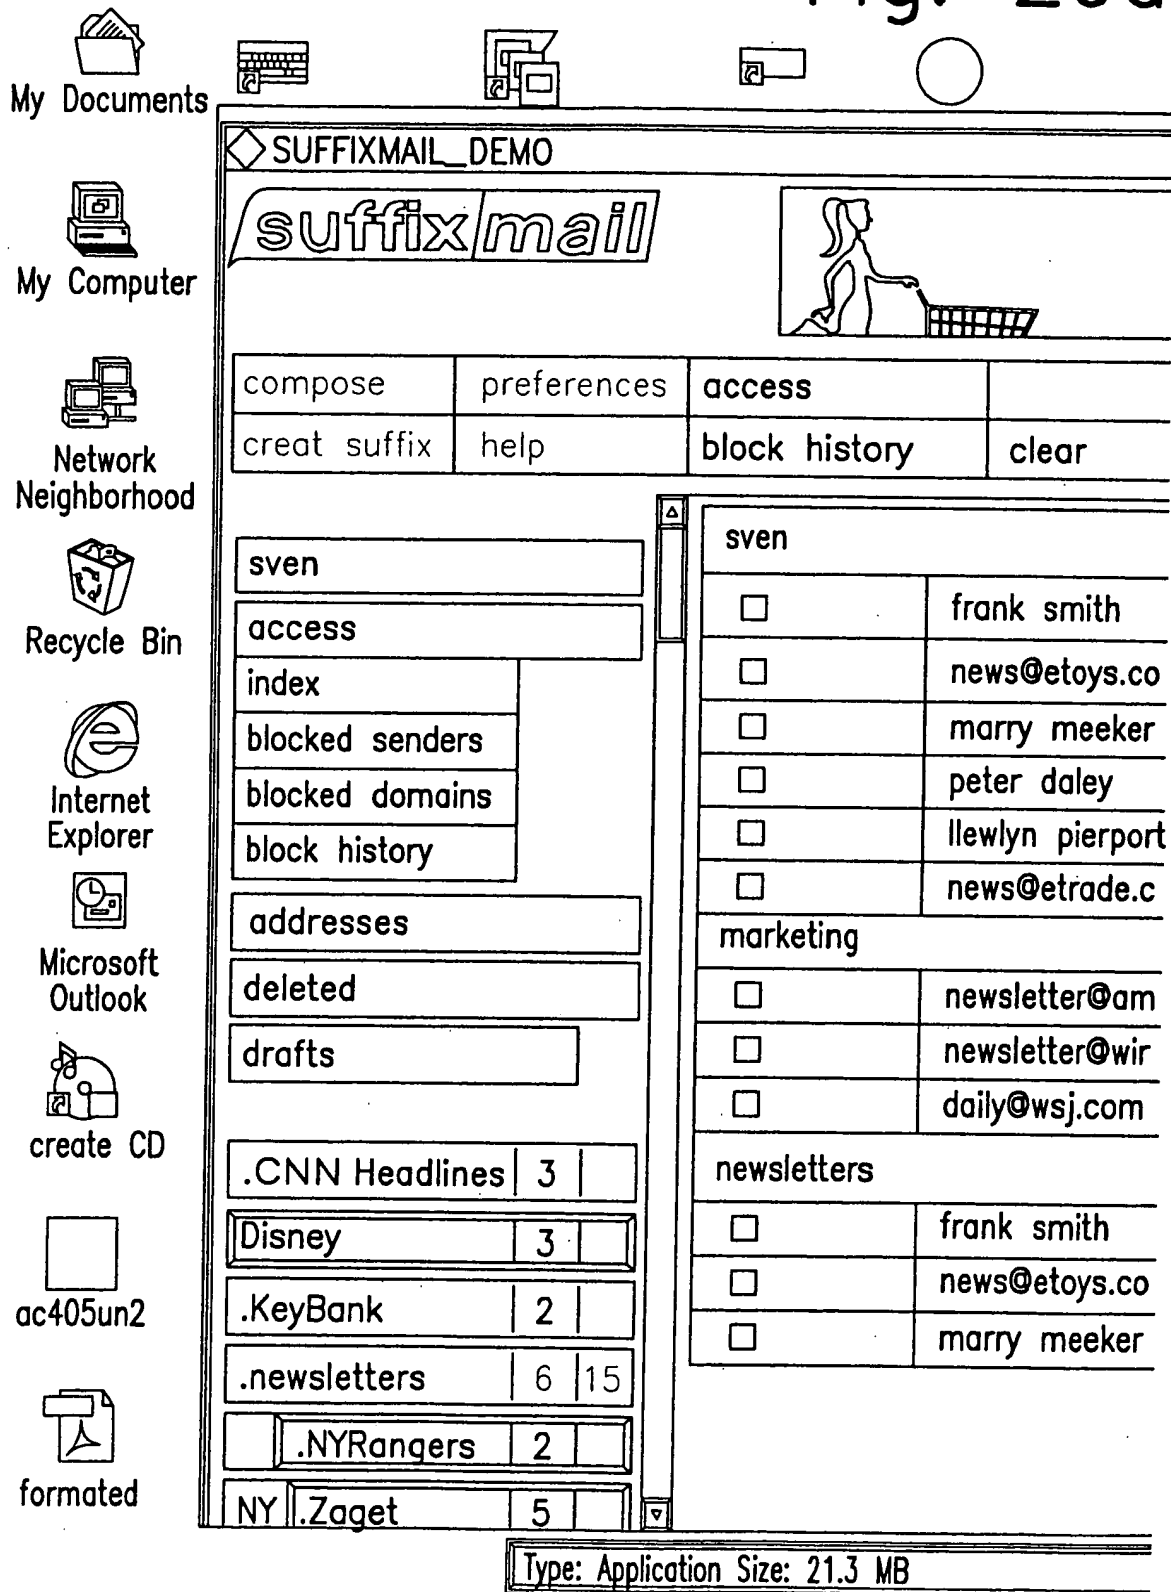 Fig. 20a
My Documents
SUFFIXMAIL_DEMO
suffix mail
My Computer
compose preferences access
creat suffix help block history clear
Network
Neighborhood
sven
access
index
blocked senders
blocked domains
block history
addresses
deleted
drafts
.CNN Headlines 3
Disney 3
.KeyBank 2
.newsletters 6 15
.NYRangers 2
NY .Zaget 5
sven
frank smith
news@etoys.co
marry meeker
peter daley
llewlyn pierport
news@etrade.c
marketing
newsletter@am
newsletter@wir
daily@wsj.com
newsletters
frank smith
news@etoys.co
marry meeker
Recycle Bin
Internet
Explorer
Microsoft
Outlook
create CD
ac405un2
formated
Type: Application Size: 21.3 MB